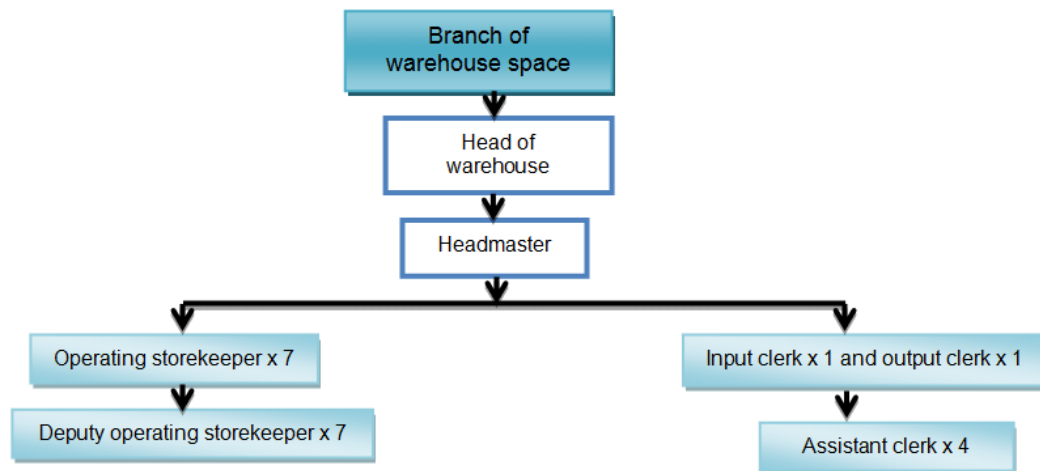 Branch of
warehouse space
Head of
warehouse
Headmaster
Operating storekeeper x 7
Input clerk x 1 and output clerk x 1
Deputy operating storekeeper x 7
Assistant clerk x 4